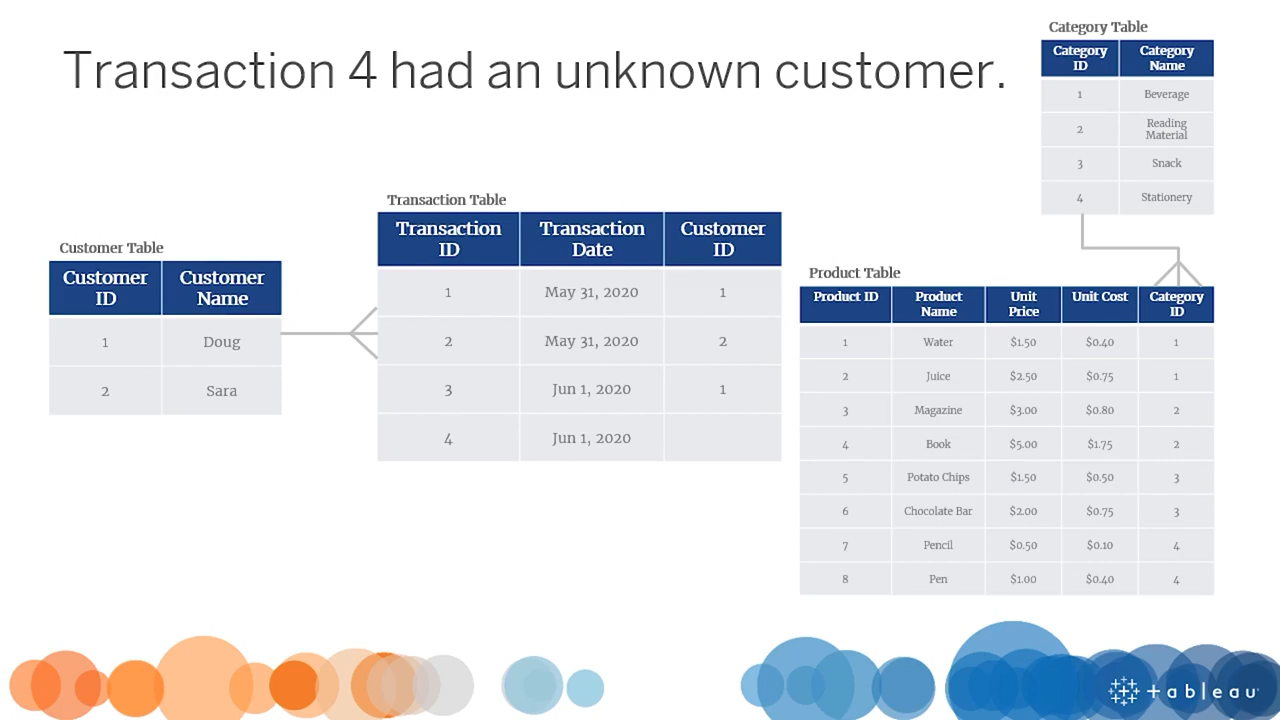 Transaction 4 had an unknown customer.
Category Table
Category ID Category Name
1 Beverage
2 Reading Material
3 Snack
4 Stationery
Transaction Table
Transaction ID Transaction Date Customer ID
1 May 31, 2020 1
2 May 31, 2020 2
3 Jun 1, 2020 1
4 Jun 1, 2020
Customer Table
Customer ID Customer Name
1 Doug
2 Sara
Product Table
Product ID Product Name Unit Price Unit Cost Category ID
1 Water $1.50 $0.40 1
2 Juice $2.50 $0.75 1
3 Magazine $3.00 $0.80 2
4 Book $5.00 $1.75 2
5 Potato Chips $1.50 $0.50 3
6 Chocolate Bar $2.00 $0.75 3
7 Pencil $0.50 $0.10 4
8 Pen $1.00 $0.40 4
tableau